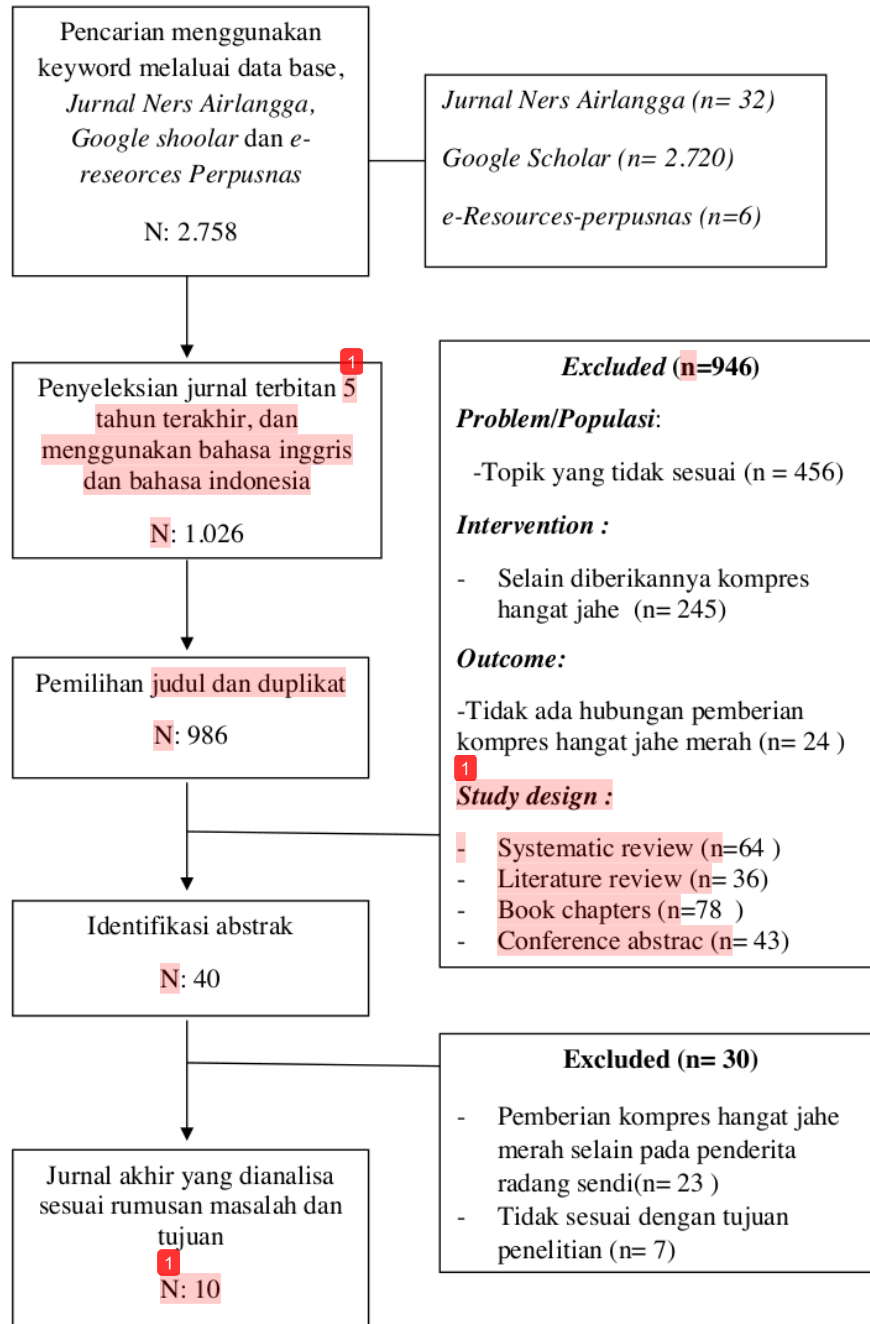 Pencarian menggunakan
keyword melaluai data base,
Jurnal Ners Airlangga,
Google shoolar dan e-
reseorces Perpusnas
N: 2.758
Jurnal Ners Airlangga (n= 32)
Google Scholar (n= 2.720)
e-Resources-perpusnas (n=6)
1
Penyeleksian jurnal terbitan 5
tahun terakhir, dan
menggunakan bahasa inggris
dan bahasa indonesia
N: 1.026
Pemilihan judul dan duplikat
N: 986
Excluded (n=946)
Problem/Populasi:
-Topik yang tidak sesuai (n = 456)
Intervention :
- Selain diberikannya kompres
hangat jahe (n= 245)
Outcome:
-Tidak ada hubungan pemberian
kompres hangat jahe merah (n= 24 )
1
Study design :
- Systematic review (n=64 )
- Literature review (n= 36)
- Book chapters (n=78 )
- Conference abstrac (n= 43)
Identifikasi abstrak
N: 40
Excluded (n= 30)
- Pemberian kompres hangat jahe
merah selain pada penderita
radang sendi(n= 23 )
- Tidak sesuai dengan tujuan
penelitian (n= 7)
Jurnal akhir yang dianalisa
sesuai rumusan masalah dan
tujuan
1
N: 10